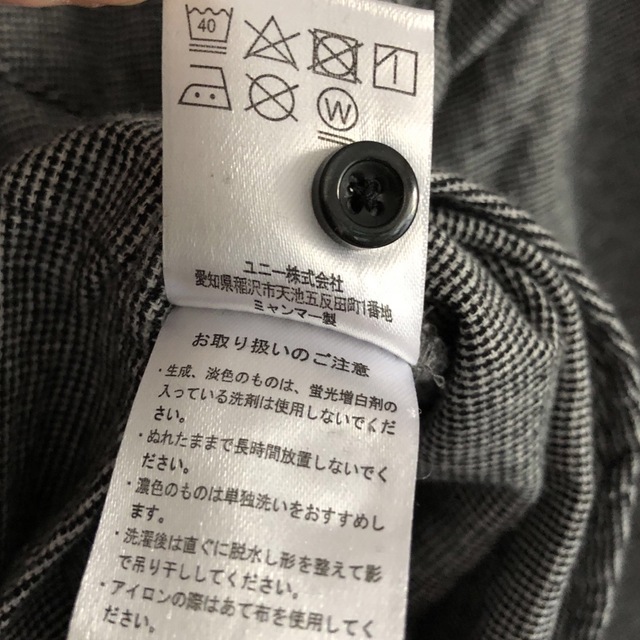 40
W
ユニー株式会社
愛知県稲沢市天池五反田町1番地
ミャンマー製
お取り扱いのご注意
・生成、淡色のものは、蛍光増白剤の
入っている洗剤は使用しないでくだ
さい。
・ぬれたままで長時間放置しないでく
ださい。
・濃色のものは単独洗いをおすすめし
ます。
・洗濯後は直ぐに脱水し形を整えて影
で吊り干ししてください。
・アイロンの際はあて布を使用してく
ださい。